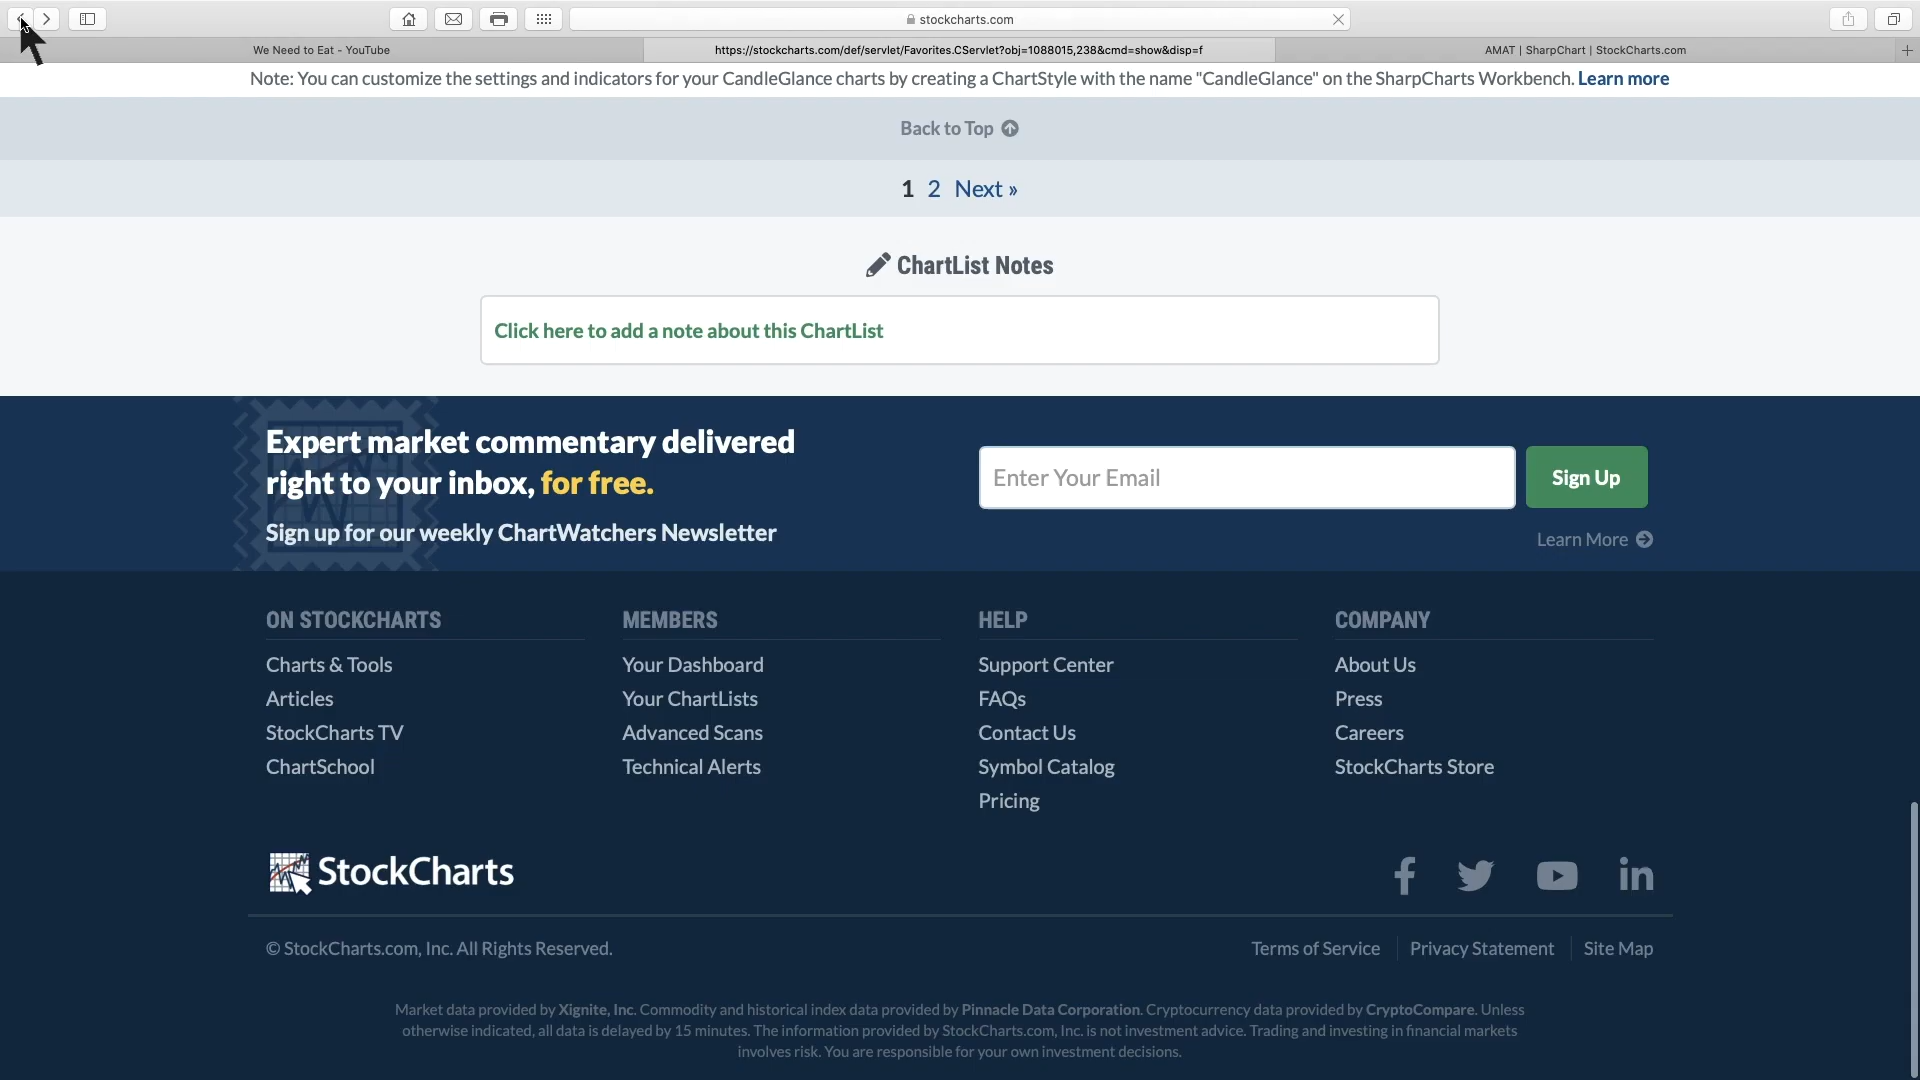 stockcharts.com
We Need to Eat - YouTube
https://stockcharts.com/def/servlet/Favorites.CServlet?obj=1088015,238&cmd=show&disp=f
AMAT | SharpChart | StockCharts.com
Note: You can customize the settings and indicators for your CandleGlance charts by creating a ChartStyle with the name "CandleGlance" on the SharpCharts Workbench. Learn more
Back to Top
1 2 Next »
ChartList Notes
Click here to add a note about this ChartList
Expert market commentary delivered
right to your inbox, for free.
Sign up for our weekly ChartWatchers Newsletter
Enter Your Email
Sign Up
Learn More
ON STOCKCHARTS
Charts & Tools
Articles
StockCharts TV
ChartSchool
MEMBERS
Your Dashboard
Your ChartLists
Advanced Scans
Technical Alerts
HELP
Support Center
FAQs
Contact Us
Symbol Catalog
Pricing
COMPANY
About Us
Press
Careers
StockCharts Store
StockCharts
© StockCharts.com, Inc. All Rights Reserved.
Terms of Service
Privacy Statement
Site Map
Market data provided by Xignite, Inc. Commodity and historical index data provided by Pinnacle Data Corporation. Cryptocurrency data provided by CryptoCompare. Unless
otherwise indicated, all data is delayed by 15 minutes. The information provided by StockCharts.com, Inc. is not investment advice. Trading and investing in financial markets
involves risk. You are responsible for your own investment decisions.